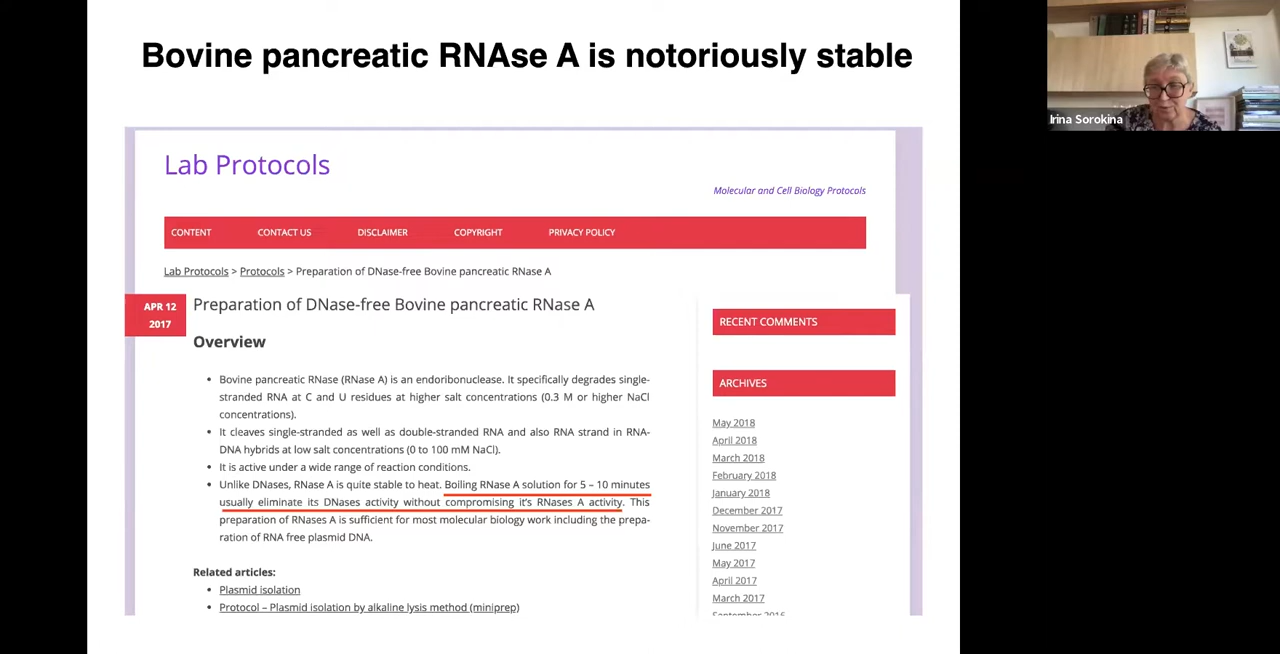 Bovine pancreatic RNAse A is notoriously stable
Irina Sorokina
Lab Protocols
Molecular and Cell Biology Protocols
CONTENT CONTACT US DISCLAIMER COPYRIGHT PRIVACY POLICY
Lab Protocols > Protocols > Preparation of DNase-free Bovine pancreatic RNase A
APR 12
2017
Preparation of DNase-free Bovine pancreatic RNase A
Overview
• Bovine pancreatic RNase (RNase A) is an endoribonuclease. It specifically degrades single-
stranded RNA at C and U residues at higher salt concentrations (0.3 M or higher NaCl
concentrations).
• It cleaves single-stranded as well as double-stranded RNA and also RNA strand in RNA-
DNA hybrids at low salt concentrations (0 to 100 mM NaCl).
• It is active under a wide range of reaction conditions.
• Unlike DNases, RNase A is quite stable to heat. Boiling RNase A solution for 5 – 10 minutes
usually eliminate its DNases activity without compromising it's RNases A activity. This
preparation of RNases A is sufficient for most molecular biology work including the prepa-
ration of RNA free plasmid DNA.
Related articles:
• Plasmid isolation
• Protocol – Plasmid isolation by alkaline lysis method (miniprep)
RECENT COMMENTS
ARCHIVES
May 2018
April 2018
March 2018
February 2018
January 2018
December 2017
November 2017
June 2017
May 2017
April 2017
March 2017
September 2016